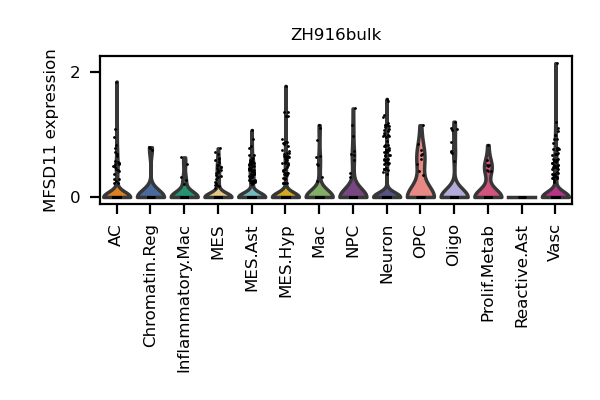 ZH916bulk
MFSD11 expression
2
0
AC
Chromatin.Reg
Inflammatory.Mac
MES
MES.Ast
MES.Hyp
Mac
NPC
Neuron
OPC
Oligo
Prolif.Metab
Reactive.Ast
Vasc